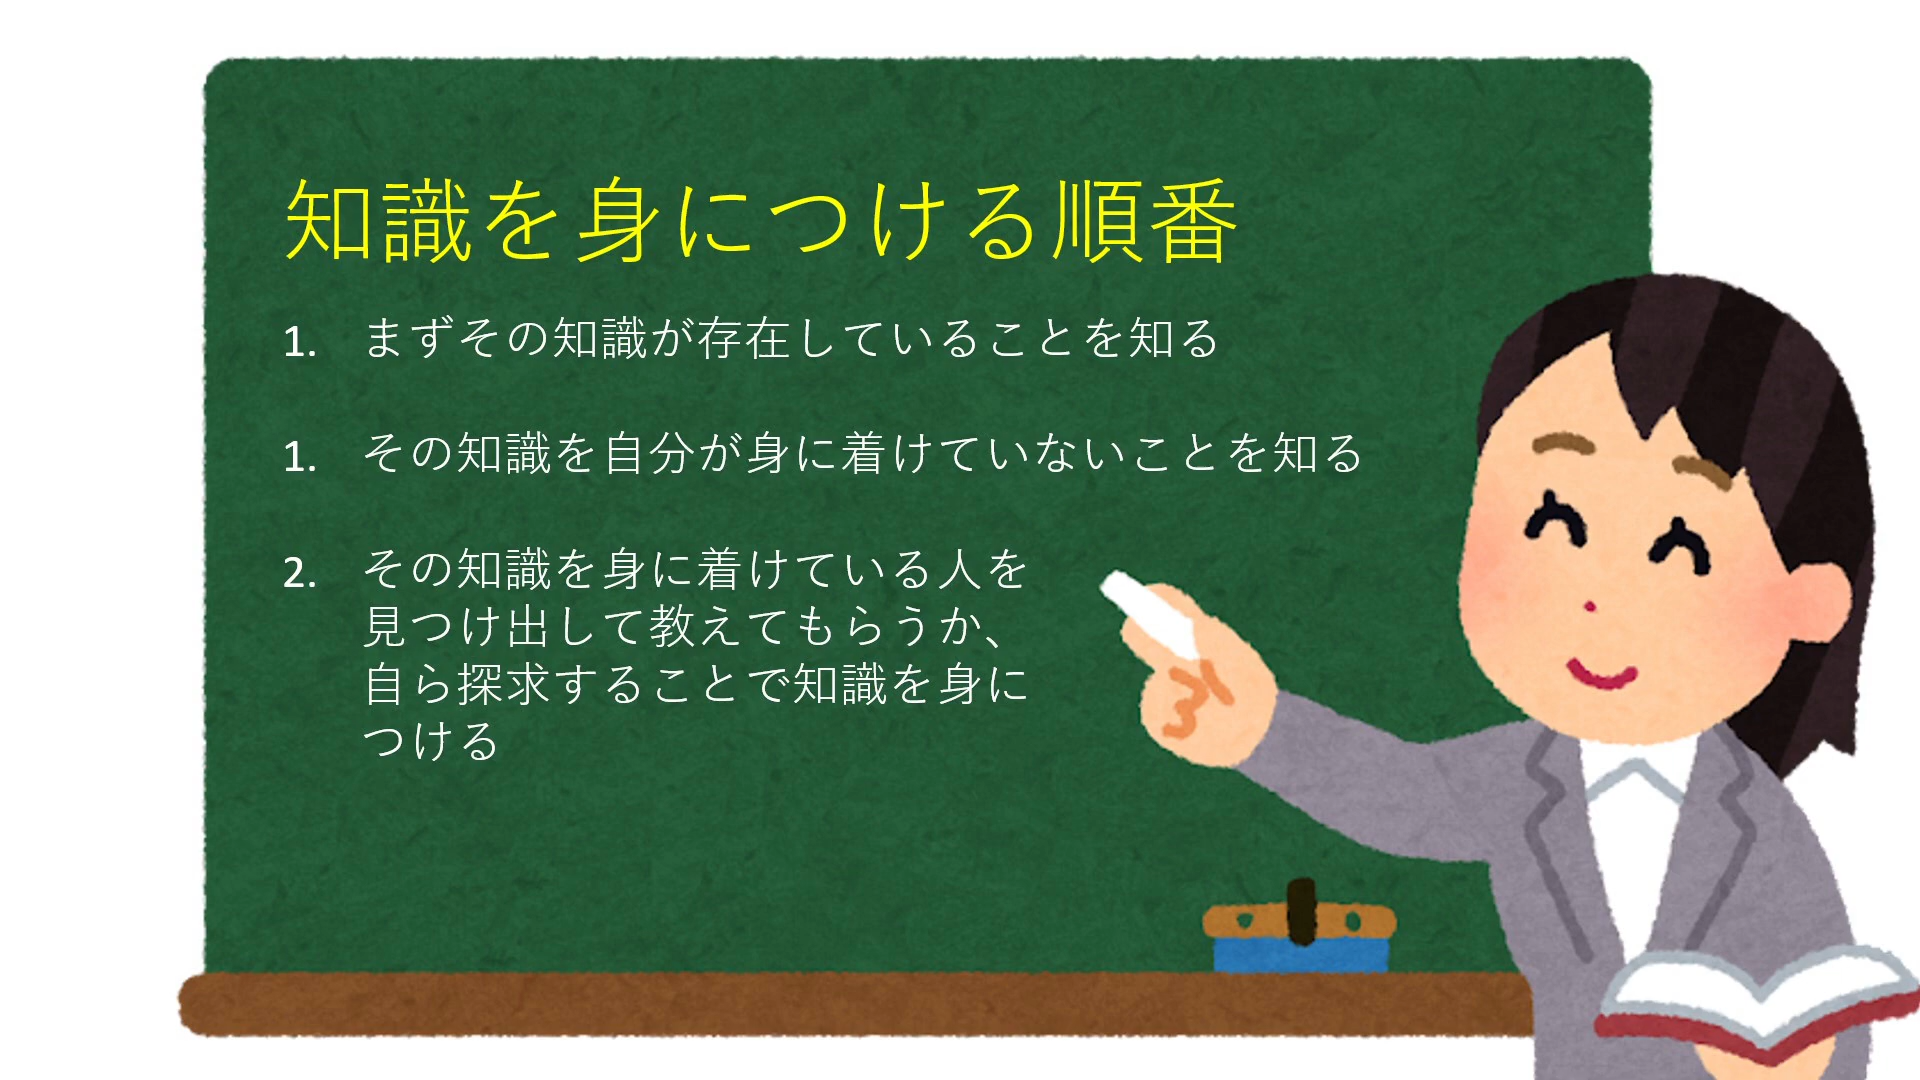 知識を身につける順番
1. まずその知識が存在していることを知る
1. その知識を自分が身に着けていないことを知る
2. その知識を身に着けている人を
見つけ出して教えてもらうか、
自ら探求することで知識を身に
つける